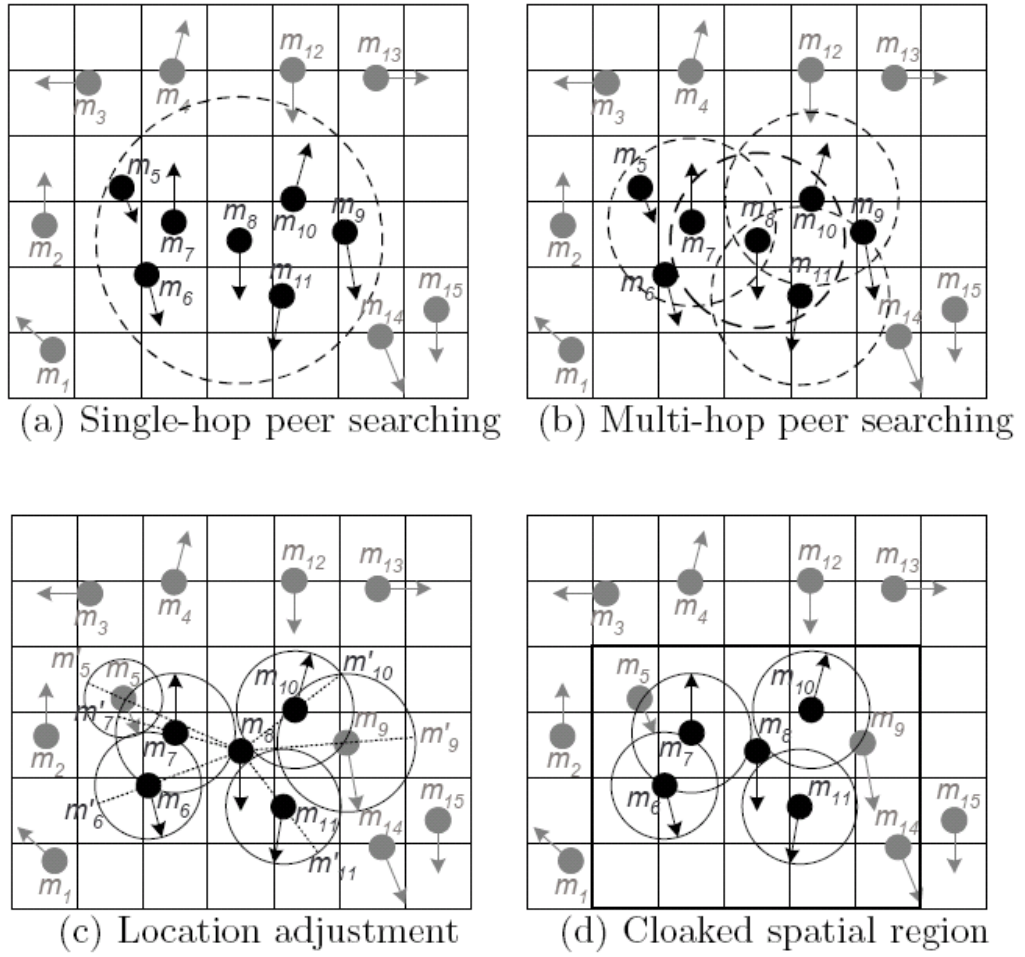 m12
m13
m3
m4
m5
m7
m8
m10
m9
m2
m6
m11
m15
m14
m1
(a) Single-hop peer searching
m12
m13
m3
m4
m5
m7
m8
m10
m9
m2
m6
m11
m15
m14
m1
(b) Multi-hop peer searching
m12
m13
m3
m4
m'5
m5
m10
m'10
m'7
m7
m8
m9
m'9
m2
m'6
m6
m11
m15
m14
m'11
m1
(c) Location adjustment
m12
m13
m3
m4
m5
m10
m7
m8
m9
m2
m6
m11
m15
m14
m1
(d) Cloaked spatial region